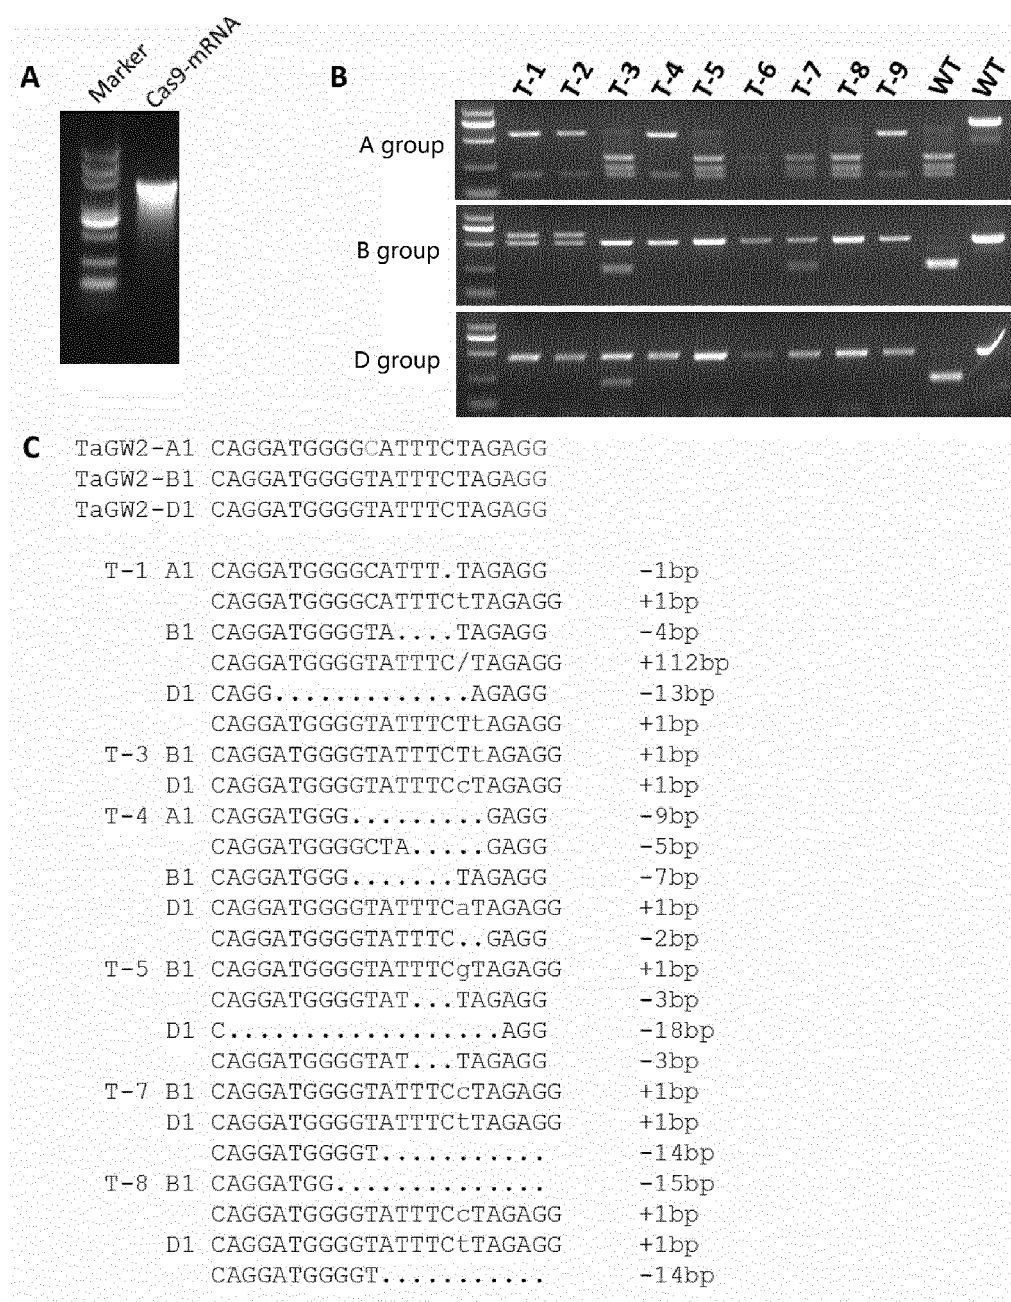 A
Marker
Cas9-mRNA
B
T-1 T-2 T-3 T-4 T-5 T-6 T-7 T-8 T-9 WT WT
A group
B group
D group
C
TaGW2-A1 CAGGATGGGGCATTTCTAGAGG
TaGW2-B1 CAGGATGGGGTATTTCTAGAGG
TaGW2-D1 CAGGATGGGGTATTTCTAGAGG
T-1 A1 CAGGATGGGGCATTT.TAGAGG -1bp
CAGGATGGGGCATTTCtTAGAGG +1bp
B1 CAGGATGGGGTA....TAGAGG -4bp
CAGGATGGGGTATTTC/TAGAGG +112bp
D1 CAGG.............AGAGG -13bp
CAGGATGGGGTATTTCTtAGAGG +1bp
T-3 B1 CAGGATGGGGTATTTCTtAGAGG +1bp
D1 CAGGATGGGGTATTTCcTAGAGG +1bp
T-4 A1 CAGGATGGG.........GAGG -9bp
CAGGATGGGGCTA.....GAGG -5bp
B1 CAGGATGGG.......TAGAGG -7bp
D1 CAGGATGGGGTATTTCaTAGAGG +1bp
CAGGATGGGGTATTTC..GAGG -2bp
T-5 B1 CAGGATGGGGTATTTCgTAGAGG +1bp
CAGGATGGGGTAT...TAGAGG -3bp
D1 C..................AGG -18bp
CAGGATGGGGTAT...TAGAGG -3bp
T-7 B1 CAGGATGGGGTATTTCcTAGAGG +1bp
D1 CAGGATGGGGTATTTCtTAGAGG +1bp
CAGGATGGGGT........... -14bp
T-8 B1 CAGGATGG.............. -15bp
CAGGATGGGGTATTTCcTAGAGG +1bp
D1 CAGGATGGGGTATTTCtTAGAGG +1bp
CAGGATGGGGT........... -14bp